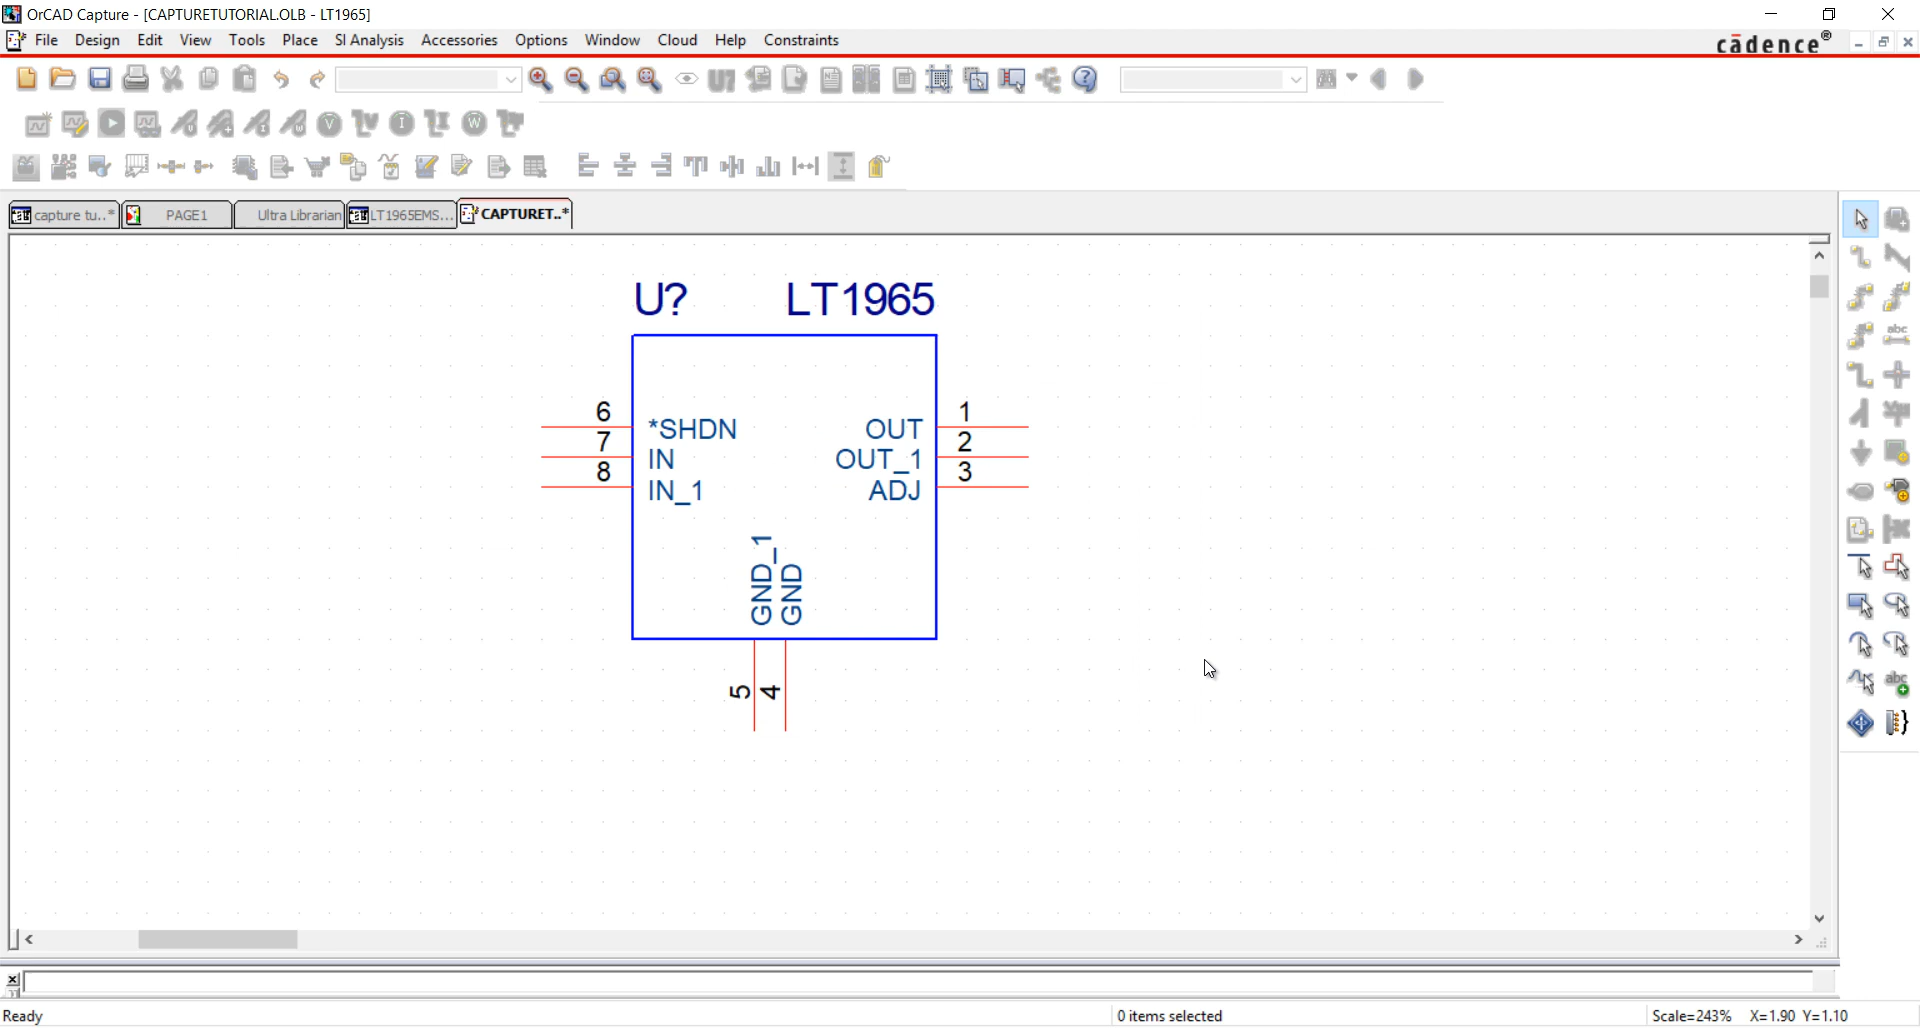 OrCAD Capture - [CAPTURETUTORIAL.OLB - LT1965]
File Design Edit View Tools Place SI Analysis Accessories Options Window Cloud Help Constraints
cādence®
capture tu..* PAGE1 Ultra Librarian LT1965EMS... CAPTURET..*
U? LT1965
6 1
*SHDN OUT
7 2
IN OUT_1
8 3
IN_1 ADJ
GND_1
GND
5
4
Ready 0 items selected Scale=243% X=1.90 Y=1.10